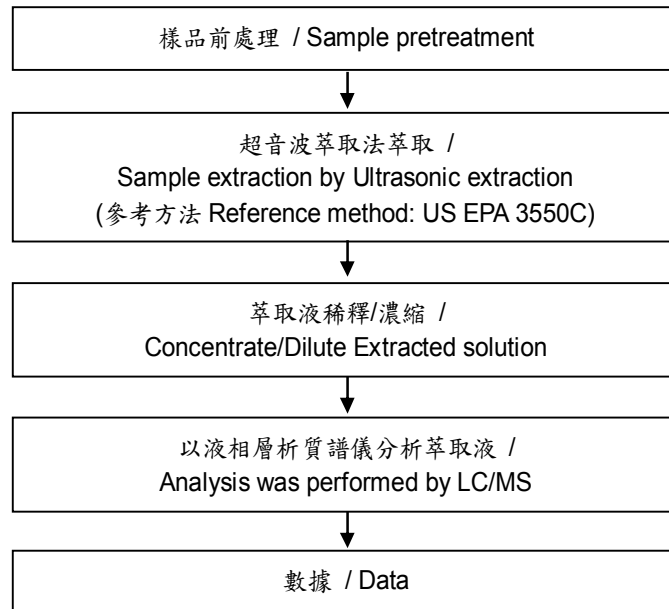 樣品前處理 / Sample pretreatment
超音波萃取法萃取 /
Sample extraction by Ultrasonic extraction
(參考方法 Reference method: US EPA 3550C)
萃取液稀釋/濃縮 /
Concentrate/Dilute Extracted solution
以液相層析質譜儀分析萃取液 /
Analysis was performed by LC/MS
數據 / Data